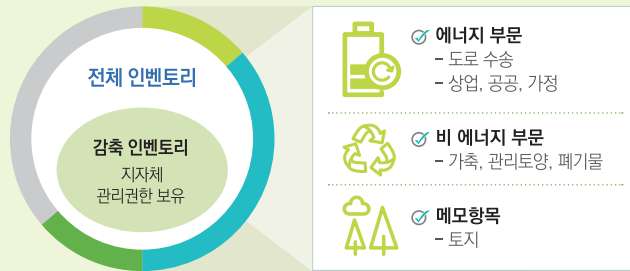 전체 인벤토리
감축 인벤토리
지자체
관리권한 보유
에너지 부문
- 도로 수송
- 상업, 공공, 가정
비 에너지 부문
- 가축, 관리토양, 폐기물
메모항목
- 토지